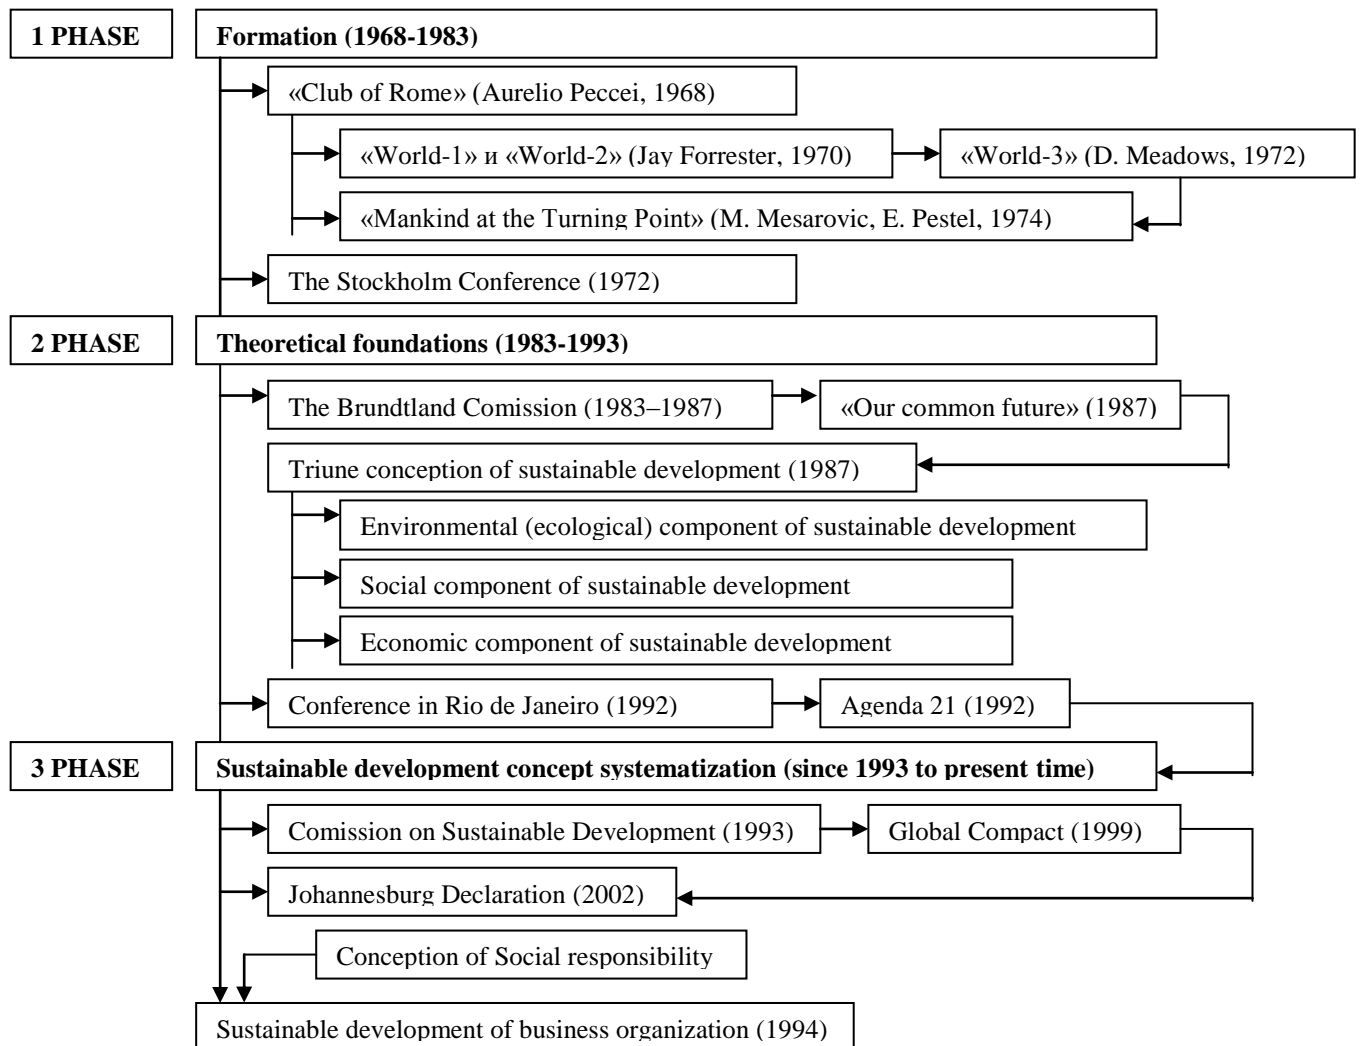 1 PHASE
Formation (1968-1983)
«Club of Rome» (Aurelio Peccei, 1968)
«World-1» и «World-2» (Jay Forrester, 1970)
«World-3» (D. Meadows, 1972)
«Mankind at the Turning Point» (M. Mesarovic, E. Pestel, 1974)
The Stockholm Conference (1972)
2 PHASE
Theoretical foundations (1983-1993)
The Brundtland Comission (1983–1987)
«Our common future» (1987)
Triune conception of sustainable development (1987)
Environmental (ecological) component of sustainable development
Social component of sustainable development
Economic component of sustainable development
Conference in Rio de Janeiro (1992)
Agenda 21 (1992)
3 PHASE
Sustainable development concept systematization (since 1993 to present time)
Comission on Sustainable Development (1993)
Global Compact (1999)
Johannesburg Declaration (2002)
Conception of Social responsibility
Sustainable development of business organization (1994)